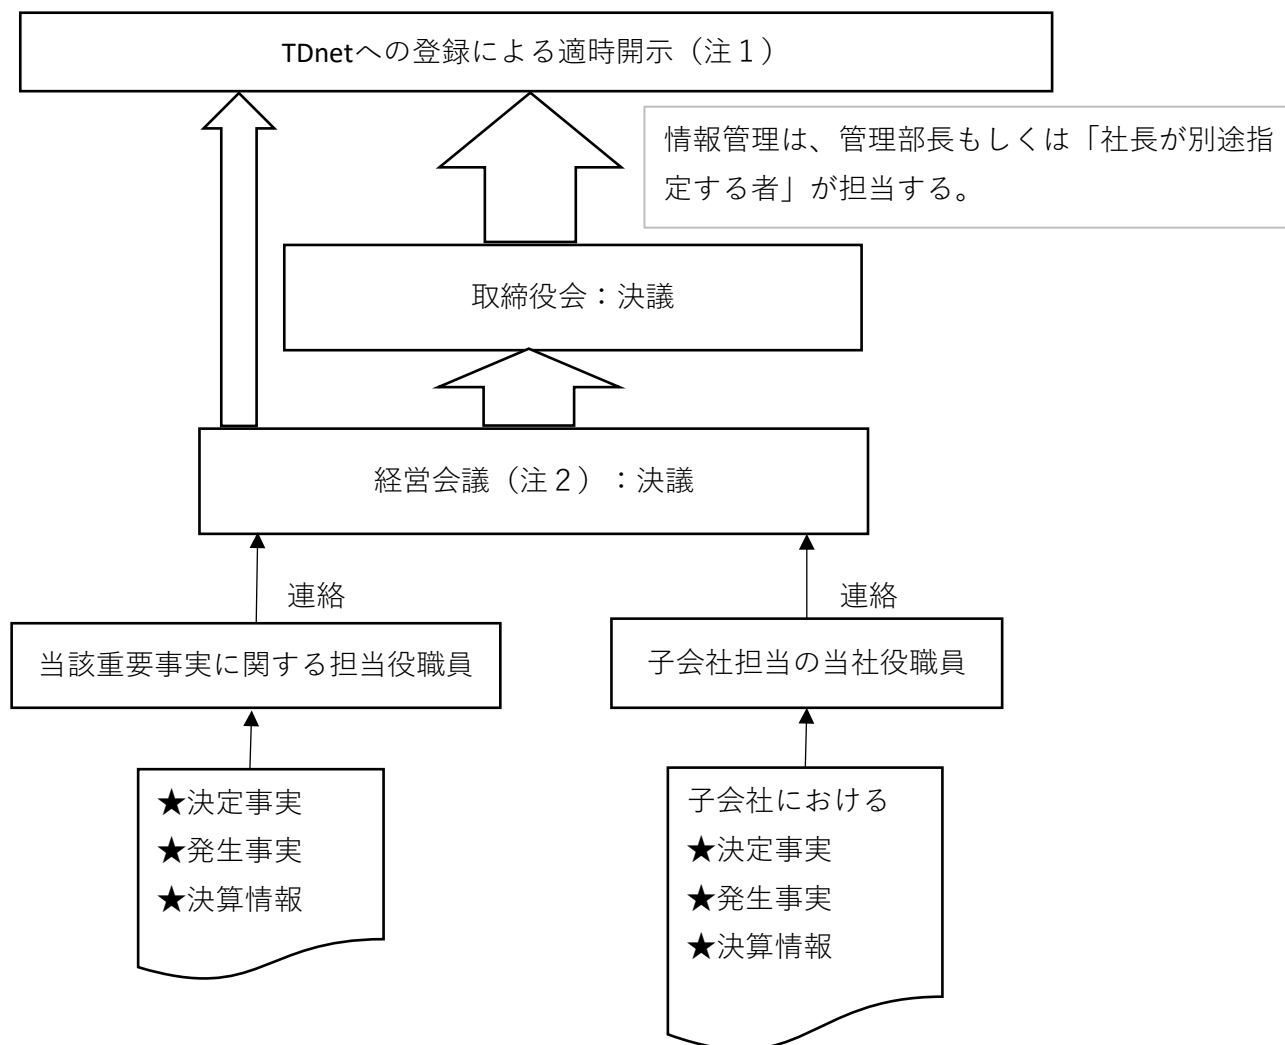 TDnetへの登録による適時開示（注１）
情報管理は、管理部長もしくは「社長が別途指
定する者」が担当する。
取締役会：決議
経営会議（注２）：決議
連絡
連絡
当該重要事実に関する担当役職員
子会社担当の当社役職員
★決定事実
★発生事実
★決算情報
子会社における
★決定事実
★発生事実
★決算情報